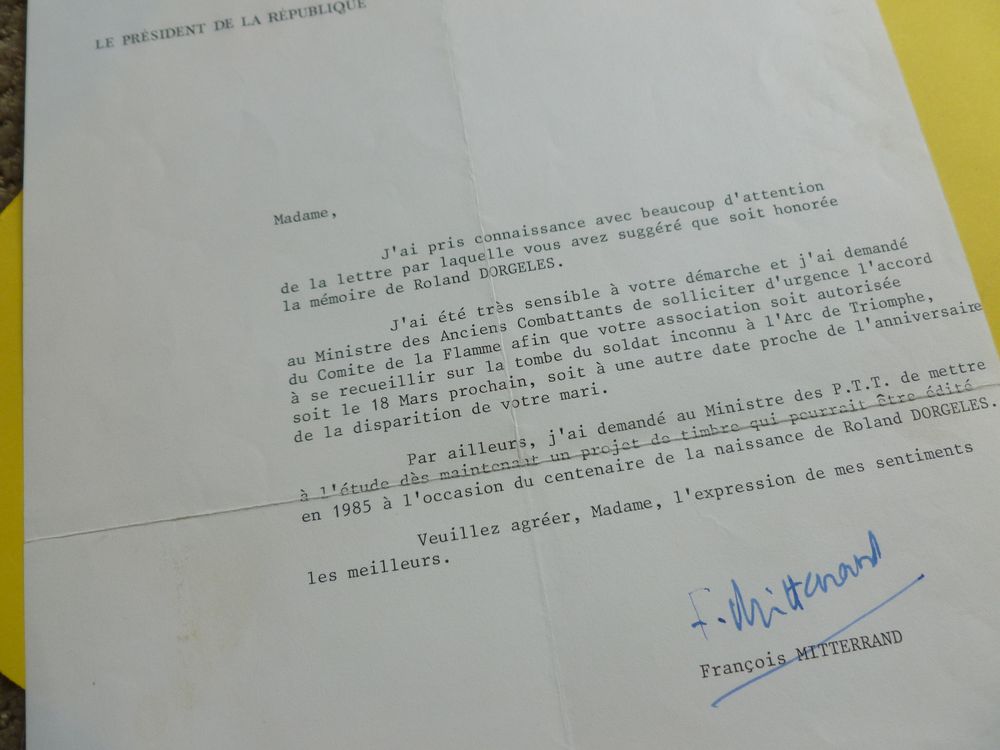 LE PRÉSIDENT DE LA RÉPUBLIQUE
Madame,
J'ai pris connaissance avec beaucoup d'attention
de la lettre par laquelle vous avez suggéré que soit honorée
la mémoire de Roland DORGELES.
J'ai été très sensible à votre démarche et j'ai demandé
au Ministre des Anciens Combattants de solliciter d'urgence l'accord
du Comite de la Flamme afin que votre association soit autorisée
à se recueillir sur la tombe du soldat inconnu à l'Arc de Triomphe,
soit le 18 Mars prochain, soit à une autre date proche de l'anniversaire
de la disparition de votre mari.
Par ailleurs, j'ai demandé au Ministre des P.T.T. de mettre
à l'étude dès maintenant un projet de timbre qui pourrait être édité
en 1985 à l'occasion du centenaire de la naissance de Roland DORGELES.
Veuillez agréer, Madame, l'expression de mes sentiments
les meilleurs.
F. Mitterrand
François MITTERRAND